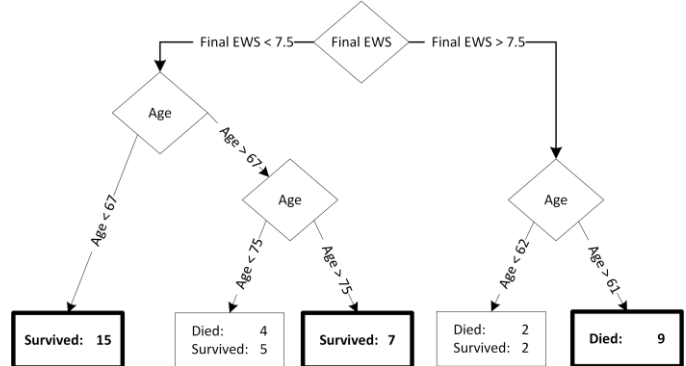 Final EWS < 7.5
Final EWS
Final EWS > 7.5
Age
Age > 67
Age < 67
Age
Age
Age < 75
Age > 75
Age < 62
Age > 61
Survived: 15
Died: 4
Survived: 5
Survived: 7
Died: 2
Survived: 2
Died: 9